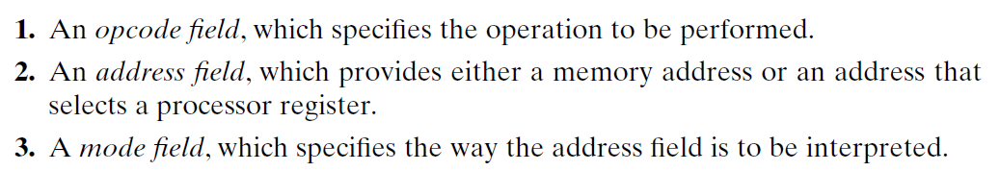 1. An opcode field, which specifies the operation to be performed.
2. An address field, which provides either a memory address or an address that
selects a processor register.
3. A mode field, which specifies the way the address field is to be interpreted.